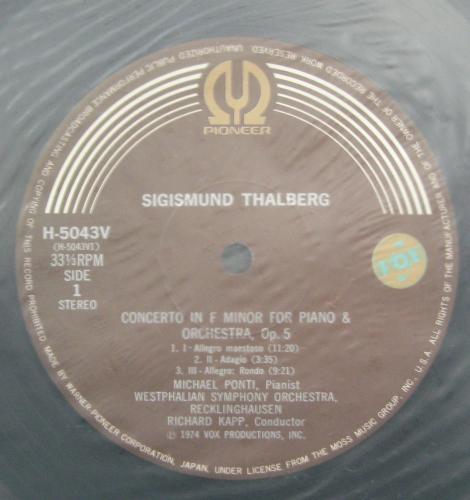 ALL RIGHTS OF THE MANUFACTURER AND OF THE OWNER OF THE RECORDED WORK RESERVED. UNAUTHORIZED PUBLIC PERFORMANCE BROADCASTING AND COPYING OF THIS RECORD PROHIBITED
PIONEER
SIGISMUND THALBERG
H-5043V
(H-5043V1)
33⅓RPM
SIDE
1
STEREO
CONCERTO IN F MINOR FOR PIANO &
ORCHESTRA, Op. 5
1. I-Allegro maestoso (11:20)
2. II-Adagio (3:35)
3. III-Allegro: Rondo (9:21)
MICHAEL PONTI, Pianist
WESTPHALIAN SYMPHONY ORCHESTRA,
RECKLINGHAUSEN
RICHARD KAPP, Conductor
Ⓟ 1974 VOX PRODUCTIONS, INC.
MADE BY WARNER-PIONEER CORPORATION, JAPAN, UNDER LICENSE FROM THE MOSS MUSIC GROUP, INC. U.S.A.